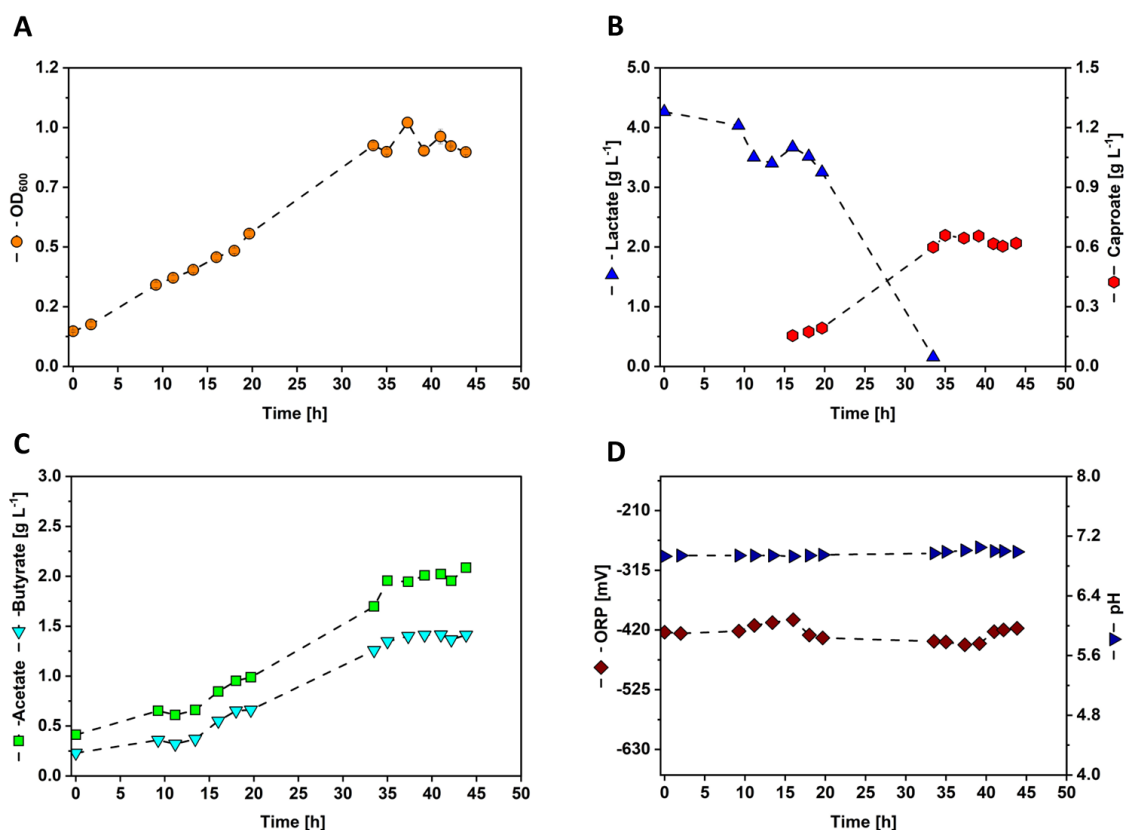 A
1.2
1.0
0.7
0.5
0.2
0.0
0 5 10 15 20 25 30 35 40 45 50
Time [h]
- OD600
B
5.0
4.0
3.0
2.0
1.0
0.0
0 5 10 15 20 25 30 35 40 45 50
Time [h]
- Lactate [g L-1]
1.5
1.2
0.9
0.6
0.3
0.0
Caproate [g L-1]
C
3.0
2.5
2.0
1.5
1.0
0.5
0.0
0 5 10 15 20 25 30 35 40 45 50
Time [h]
-Acetate -Butyrate [g L-1]
D
-210
-315
-420
-525
-630
0 5 10 15 20 25 30 35 40 45 50
Time [h]
- ORP [mV]
8.0
7.2
6.4
5.6
4.8
4.0
pH